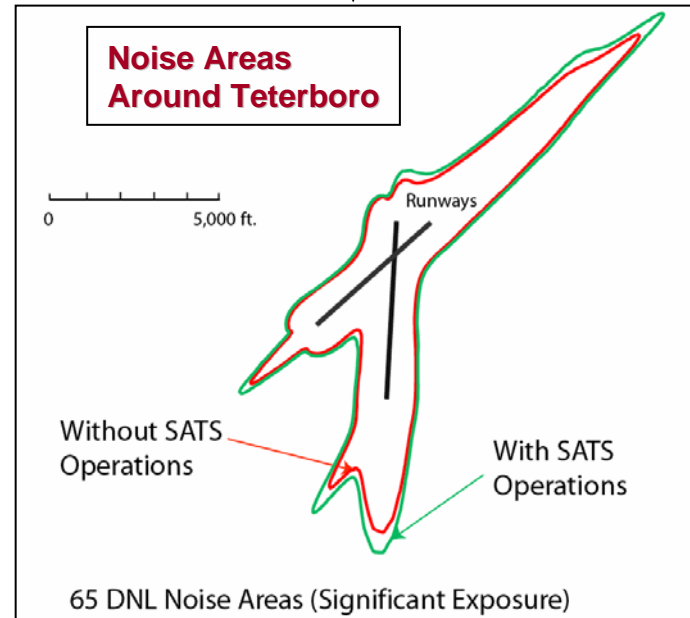 Noise Areas
Around Teterboro
0 5,000 ft.
Runways
Without SATS
Operations
With SATS
Operations
65 DNL Noise Areas (Significant Exposure)